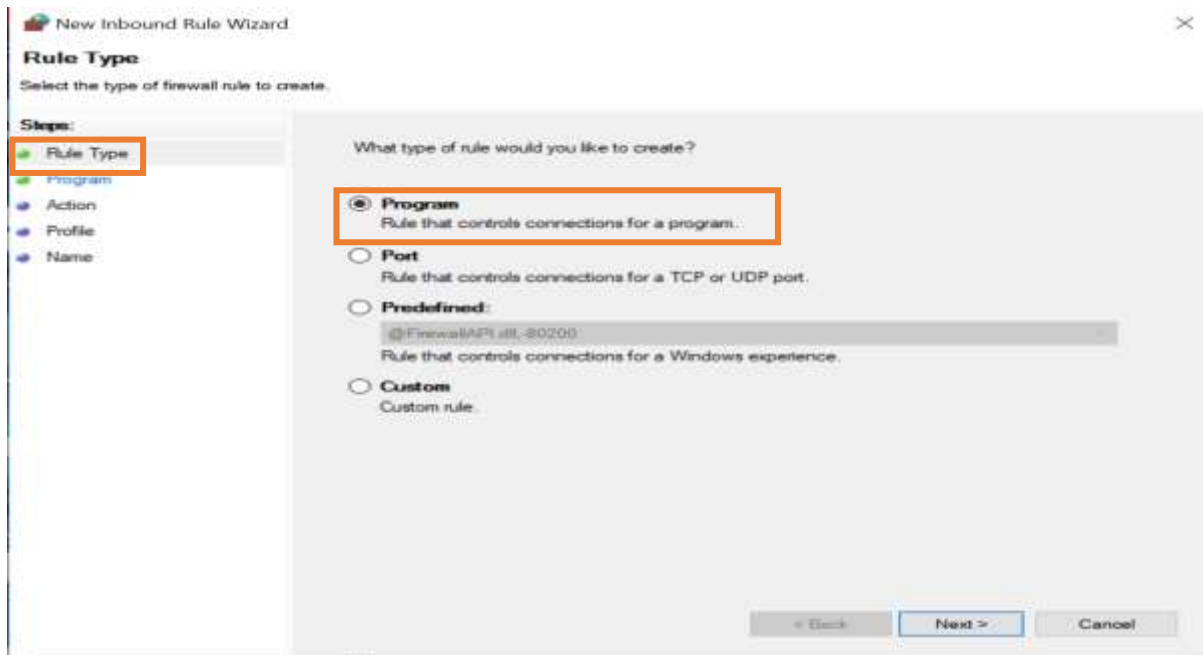 New Inbound Rule Wizard
Rule Type
Select the type of firewall rule to create.
Steps:
Rule Type
Program
Action
Profile
Name
What type of rule would you like to create?
Program
Rule that controls connections for a program.
Port
Rule that controls connections for a TCP or UDP port.
Predefined:
@FirewallAPI.dll,-80200
Rule that controls connections for a Windows experience.
Custom
Custom rule.
< Back
Next >
Cancel